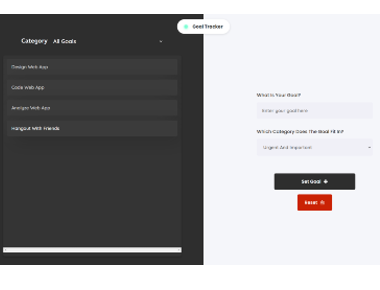 Goal Tracker
Category All Goals
Design Web App
Code Web App
Analyze Web App
Hangout With Friends
What Is Your Goal?
Enter your goal here
Which Category Does The Goal Fit In?
Urgent And Important
Set Goal
Reset